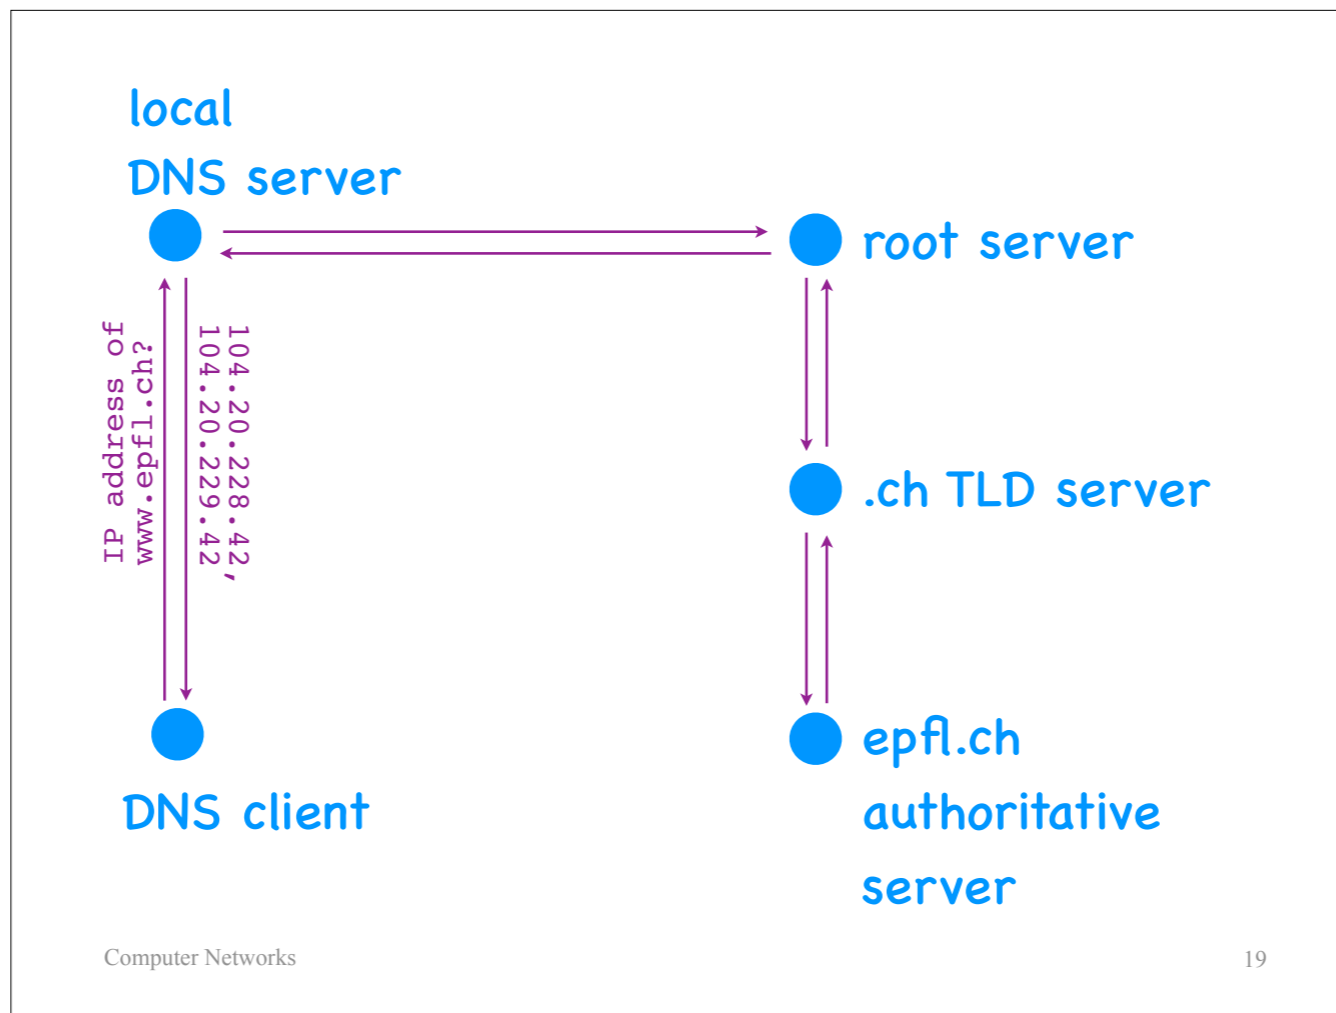 local
DNS server
root server
IP address of
www.epfl.ch?
104.20.228.42,
104.20.229.42
.ch TLD server
DNS client
epfl.ch
authoritative
server
Computer Networks
19